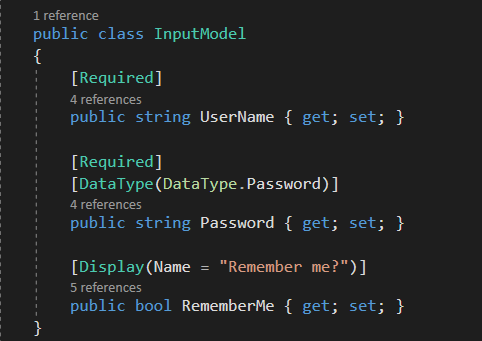 1 reference
public class InputModel
{
[Required]
4 references
public string UserName { get; set; }
[Required]
[DataType(DataType.Password)]
4 references
public string Password { get; set; }
[Display(Name = "Remember me?")]
5 references
public bool RememberMe { get; set; }
}